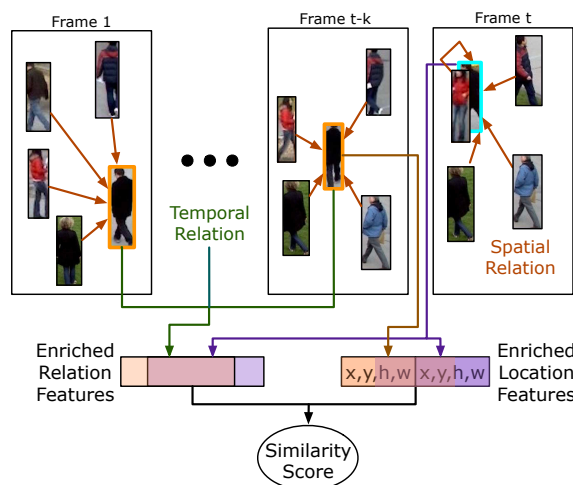 Frame 1
Frame t-k
Frame t
Temporal
Relation
Spatial
Relation
Enriched
Relation
Features
x,y,h,w
x,y,h,w
Enriched
Location
Features
Similarity
Score